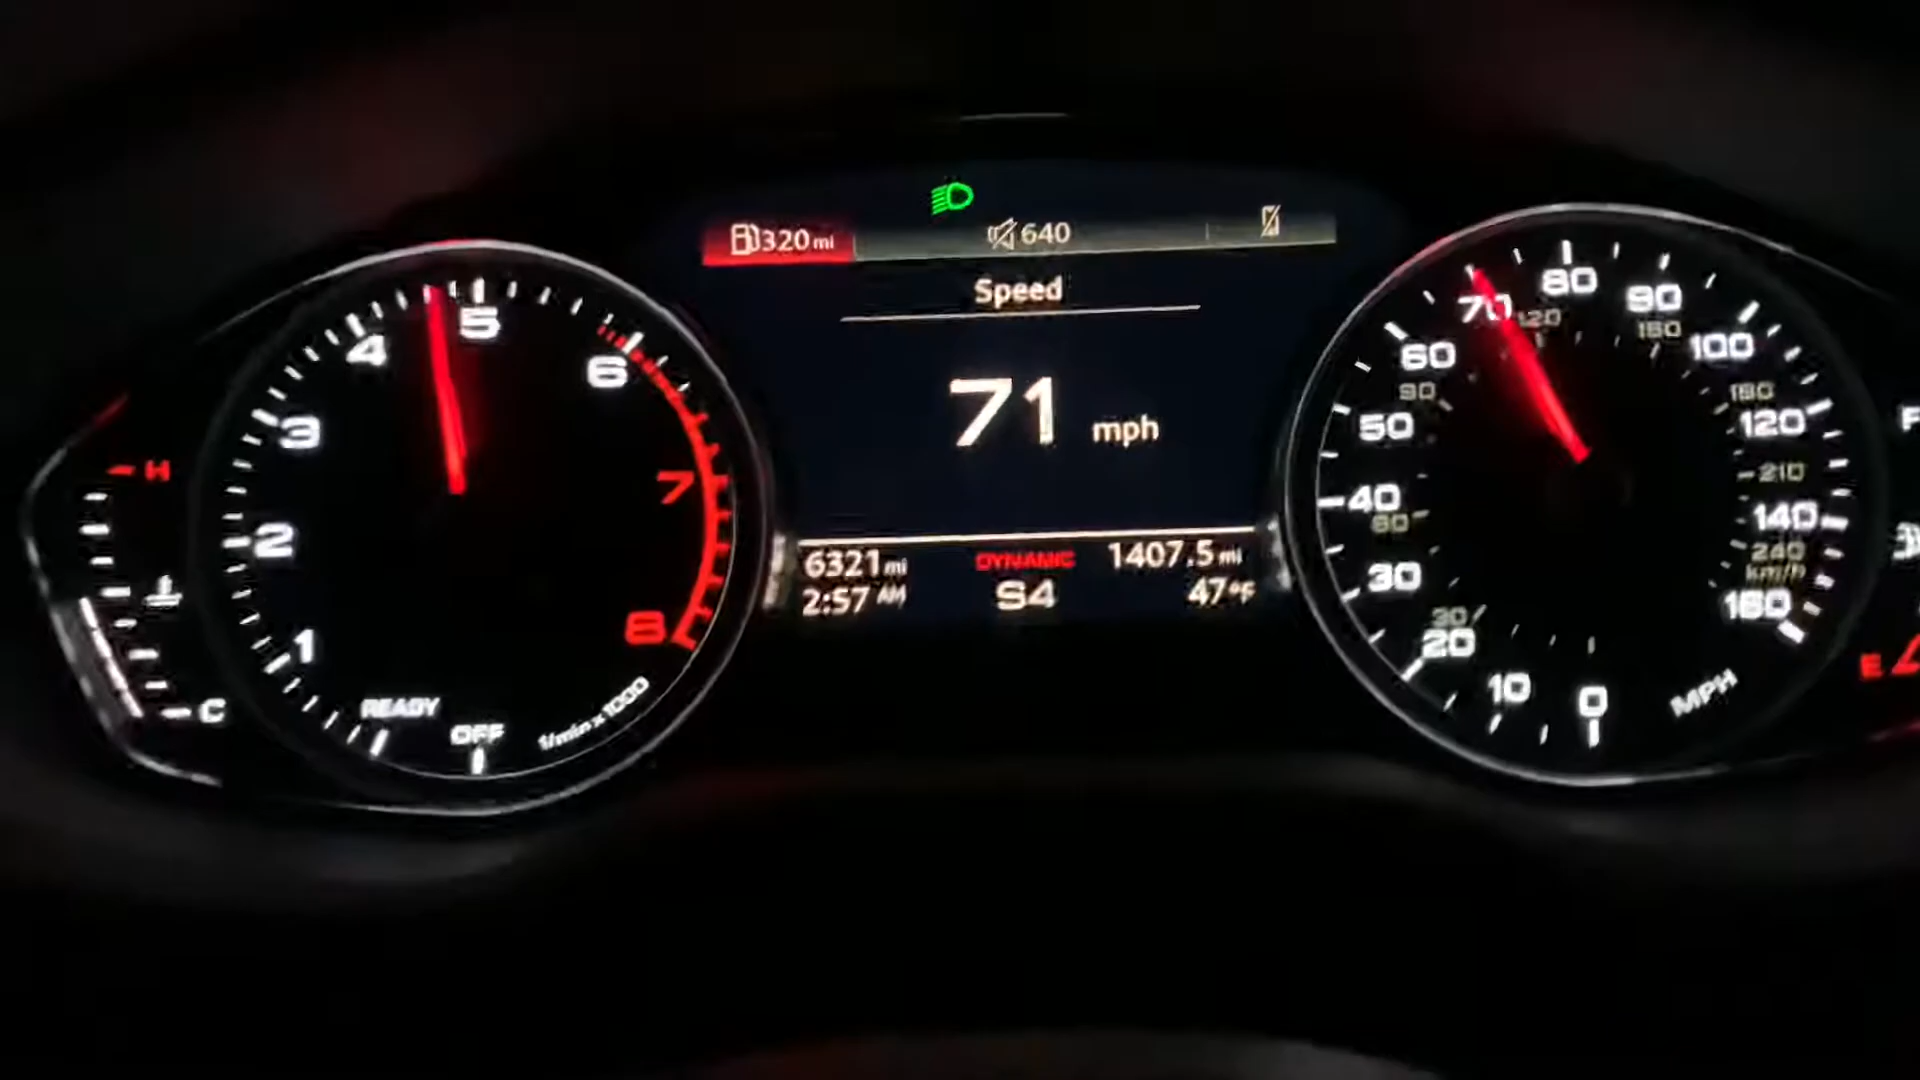 320 mi
640
Speed
71 mph
6321 mi
DYNAMIC
1407.5 mi
2:57 AM
S4
47°F
H
C
1
2
3
4
5
6
7
8
READY
OFF
1/min x 1000
0
10
20
30
40
50
60
70
80
90
100
120
140
160
MPH
30
60
90
120
150
180
210
240
km/h
F
E